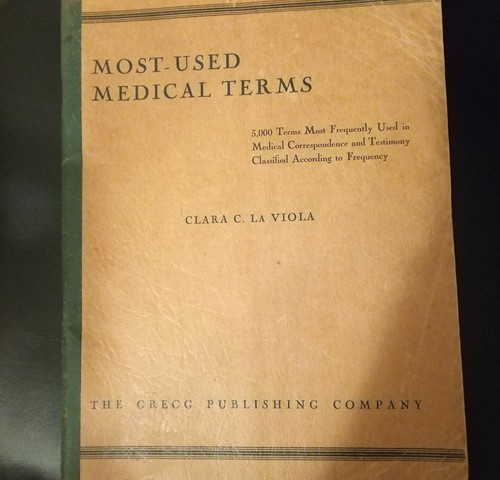 MOST-USED
MEDICAL TERMS
5,000 Terms Most Frequently Used in
Medical Correspondence and Testimony
Classified According to Frequency
CLARA C. LA VIOLA
THE GREGG PUBLISHING COMPANY